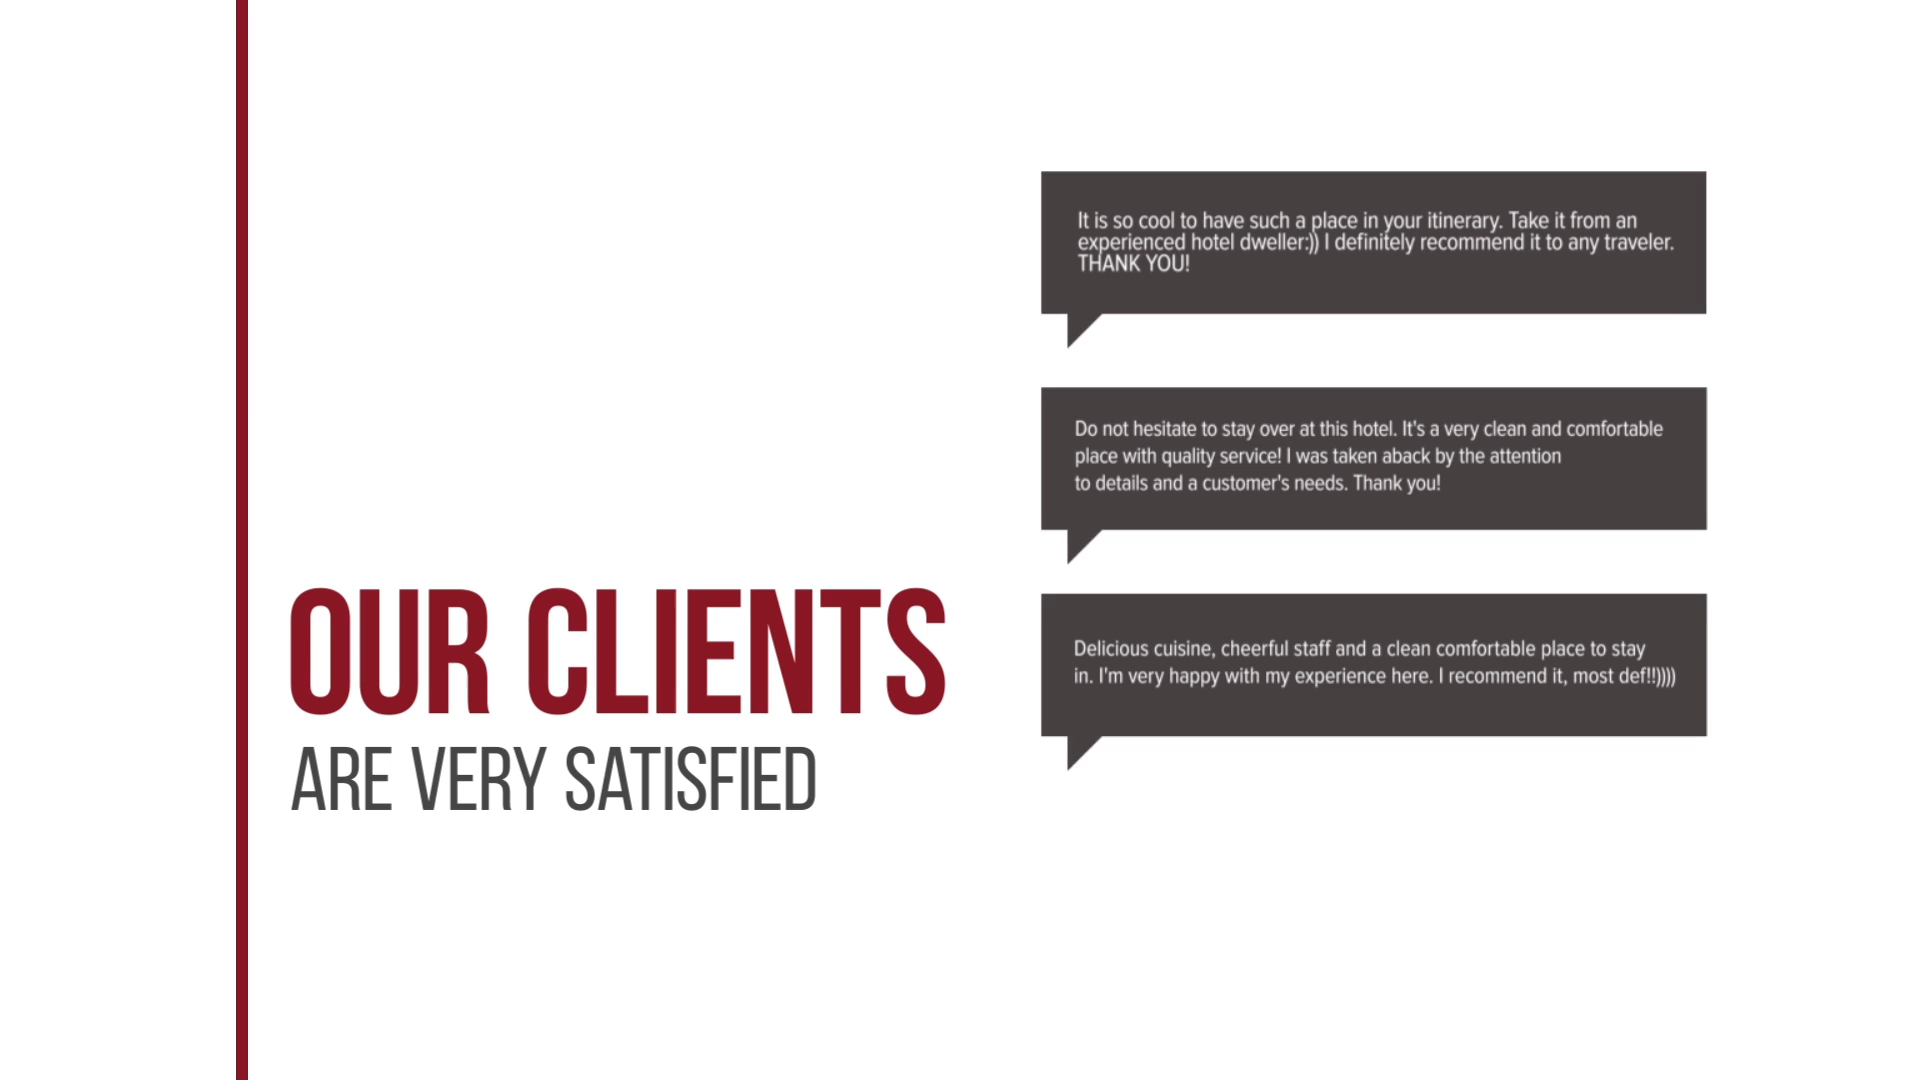 OUR CLIENTS
ARE VERY SATISFIED
It is so cool to have such a place in your itinerary. Take it from an
experienced hotel dweller:)) I definitely recommend it to any traveler.
THANK YOU!
Do not hesitate to stay over at this hotel. It's a very clean and comfortable
place with quality service! I was taken aback by the attention
to details and a customer's needs. Thank you!
Delicious cuisine, cheerful staff and a clean comfortable place to stay
in. I'm very happy with my experience here. I recommend it, most def!!))))